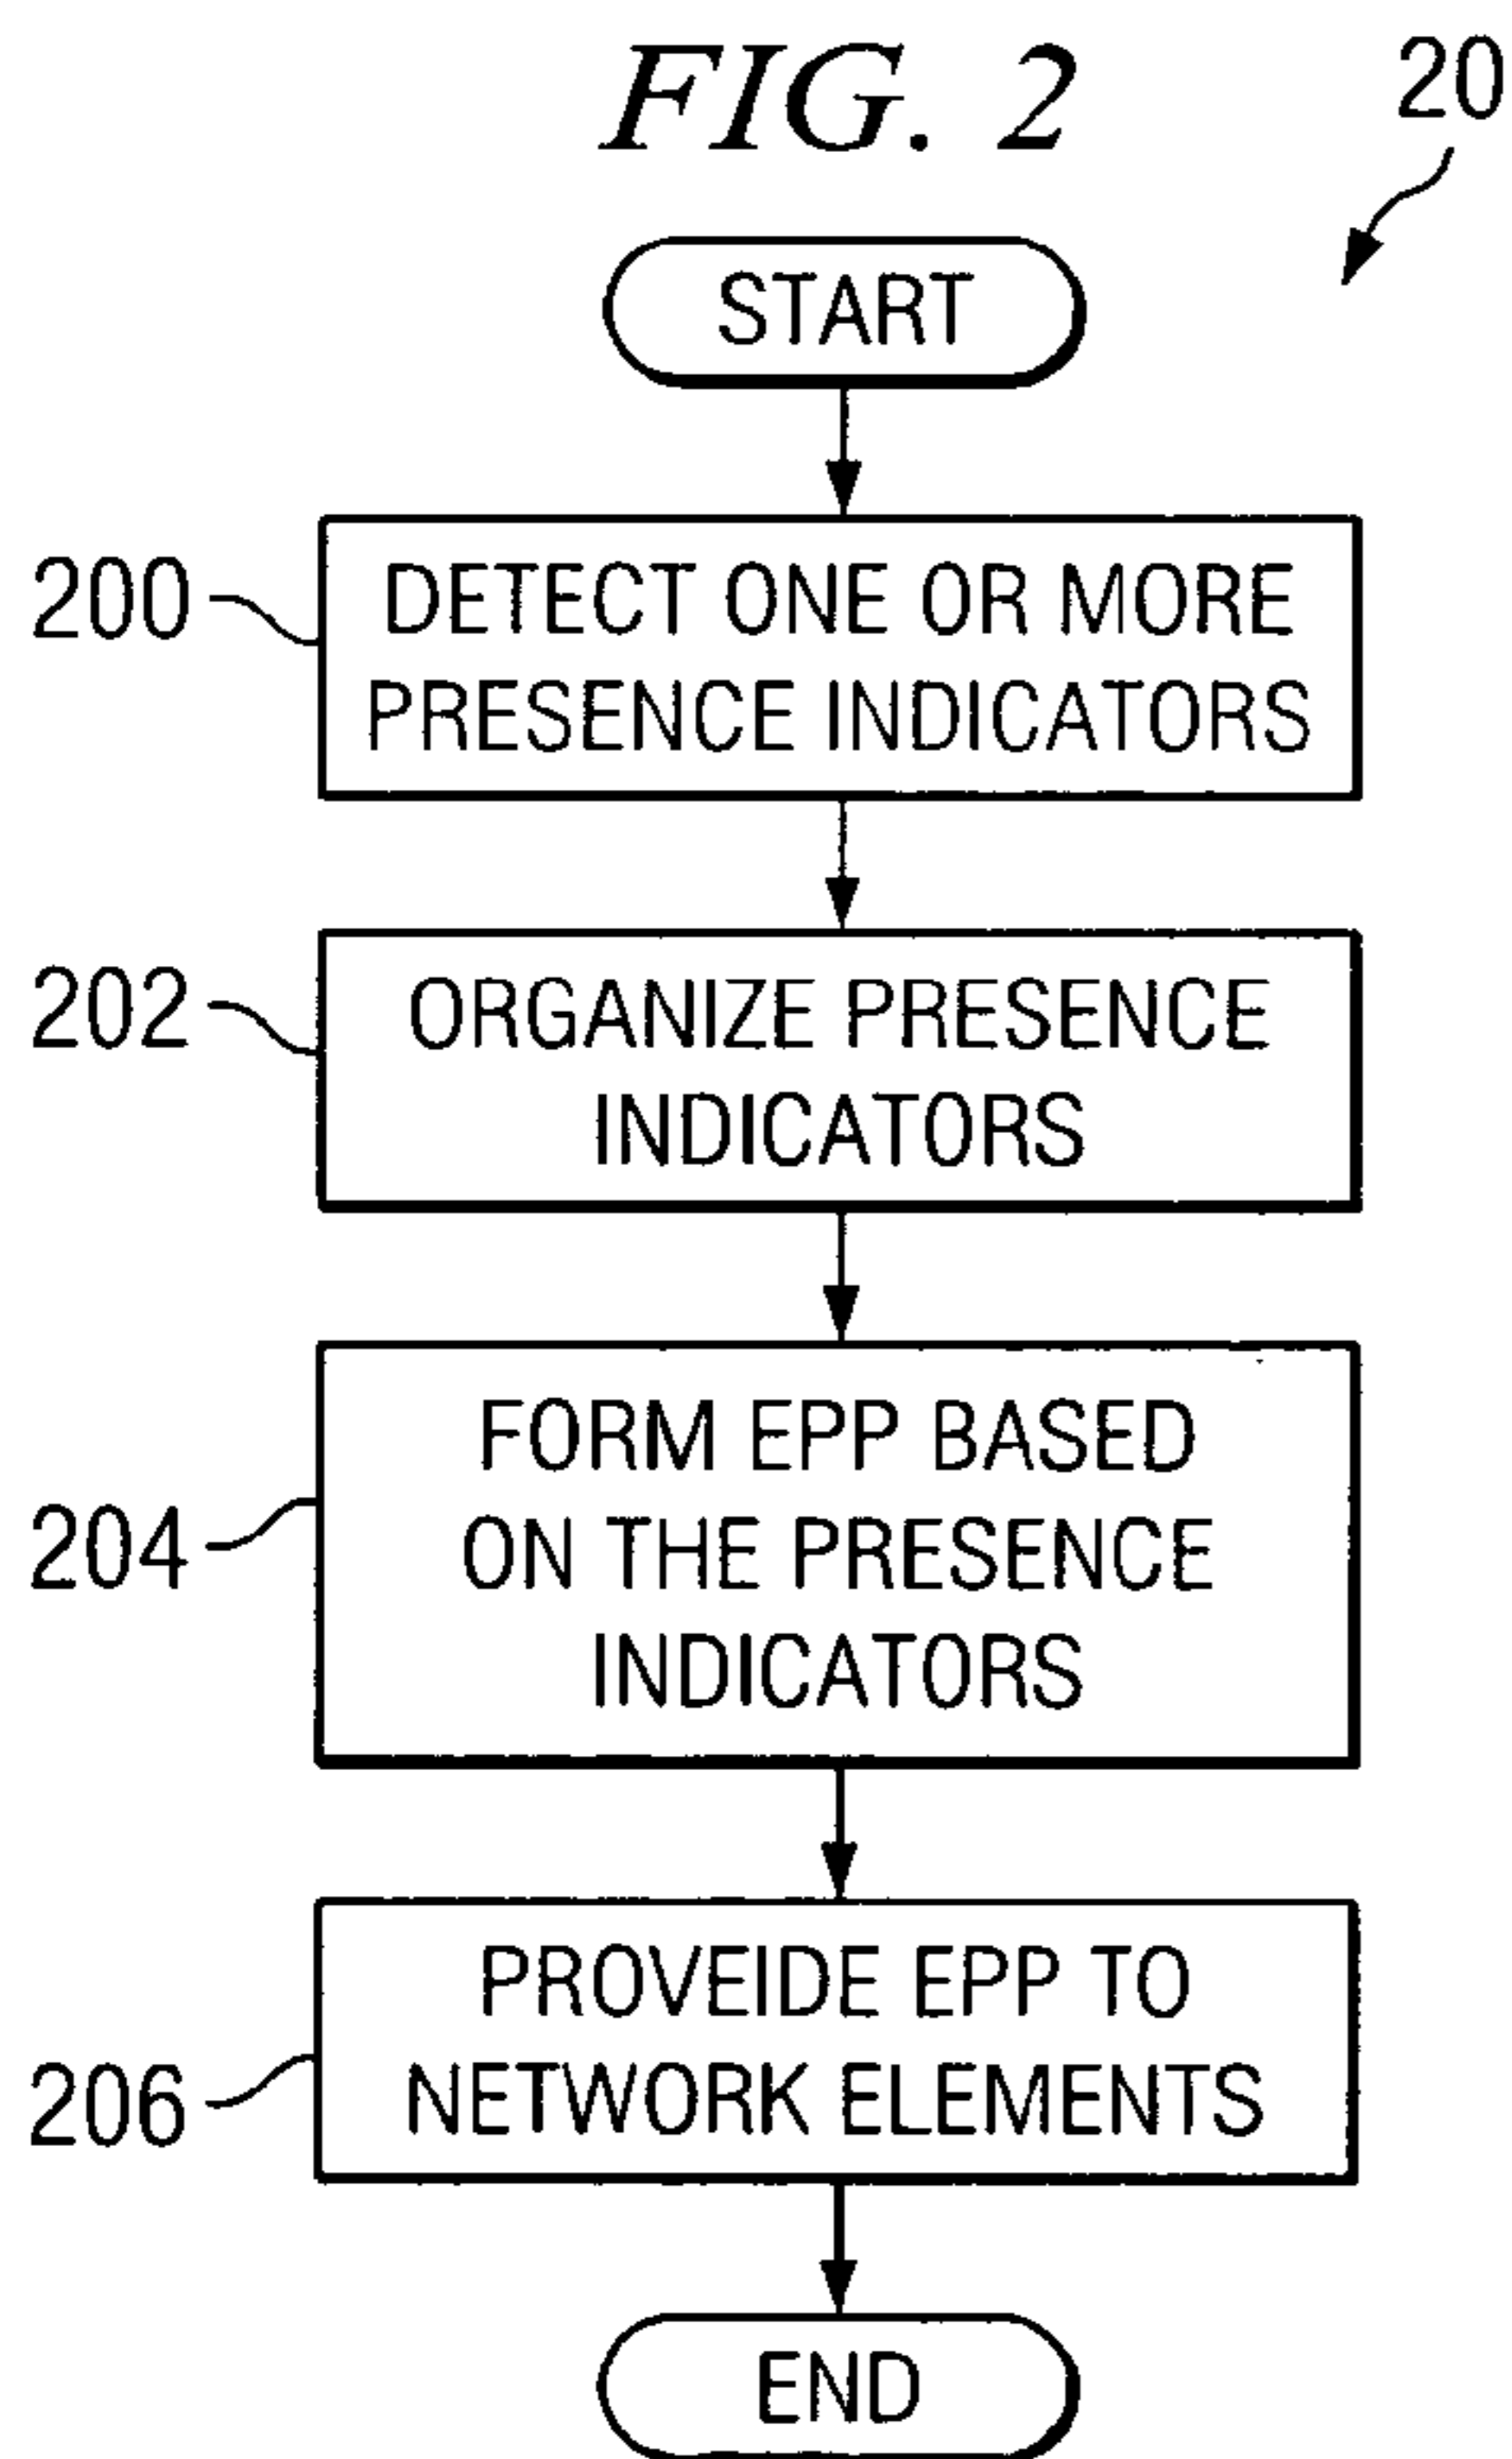 FIG. 2
20
START
200
DETECT ONE OR MORE
PRESENCE INDICATORS
202
ORGANIZE PRESENCE
INDICATORS
204
FORM EPP BASED
ON THE PRESENCE
INDICATORS
206
PROVEIDE EPP TO
NETWORK ELEMENTS
END